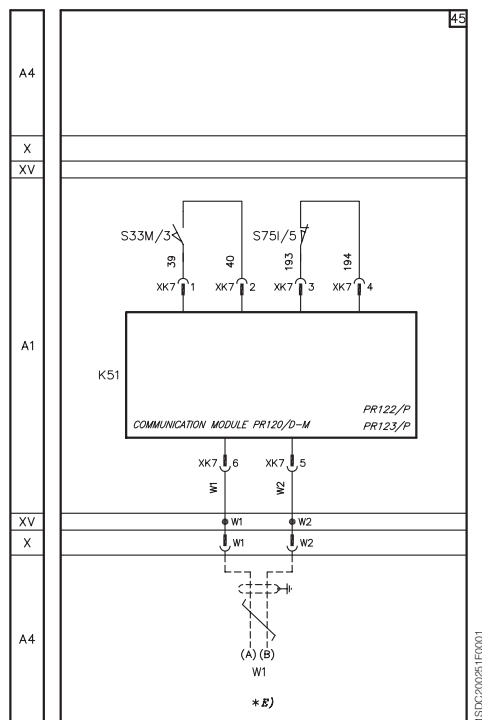 45
A4
X
XV
S33M/3
S75I/5
39
40
193
194
XK7 1
XK7 2
XK7 3
XK7 4
A1
K51
PR122/P
COMMUNICATION MODULE PR120/D-M
PR123/P
XK7 6
XK7 5
W1
W2
XV
W1
W2
X
W1
W2
A4
(A) (B)
W1
*E)
1SDC200251F0001